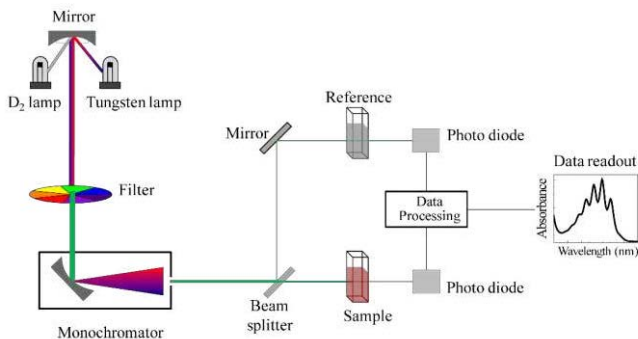 Mirror
D₂ lamp
Tungsten lamp
Filter
Monochromator
Mirror
Beam
splitter
Reference
Sample
Photo diode
Data
Processing
Photo diode
Data readout
Absorbance
Wavelength (nm)